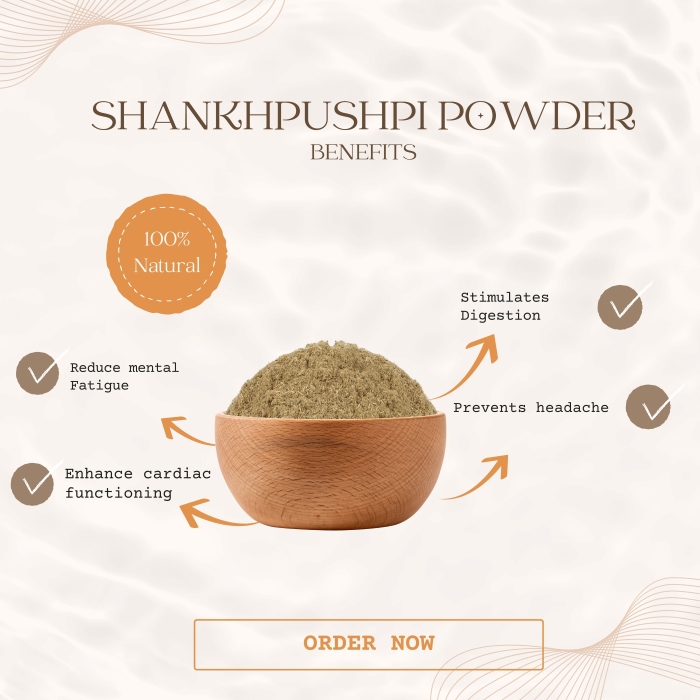 SHANKHPUSHPI POWDER
BENEFITS
100%
Natural
Stimulates
Digestion
Reduce mental
Fatigue
Prevents headache
Enhance cardiac
functioning
ORDER NOW